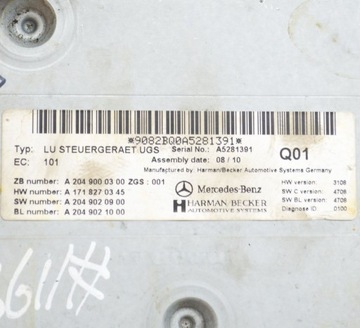 *9082BQ0A5281391*
Typ: LU STEUERGERAET UGS Serial No.: A5281391
EC: 101 Assembly date: 08 / 10 Q01
Manufactured by: Harman/Becker Automotive Systems Germany
ZB number: A 204 900 03 00 ZGS : 001
HW number: A 171 827 03 45
SW number: A 204 902 09 00
BL number: A 204 902 10 00
Mercedes-Benz
HARMAN/BECKER
AUTOMOTIVE SYSTEMS
HW version: 3108
SW C version: 4708
SW BL version: 4708
Diagnose ID: 0100